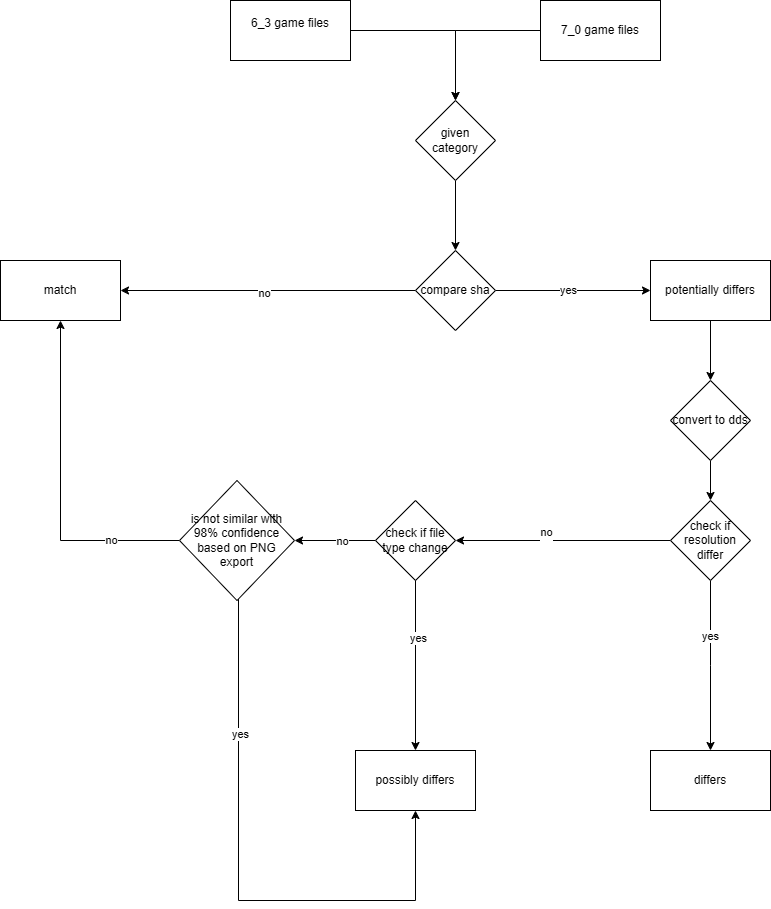 6_3 game files
7_0 game files
given
category
match
no
compare sha
yes
potentially differs
convert to dds
is not similar with
98% confidence
based on PNG
export
no
no
check if file
type change
no
check if
resolution
differ
yes
yes
yes
possibly differs
differs